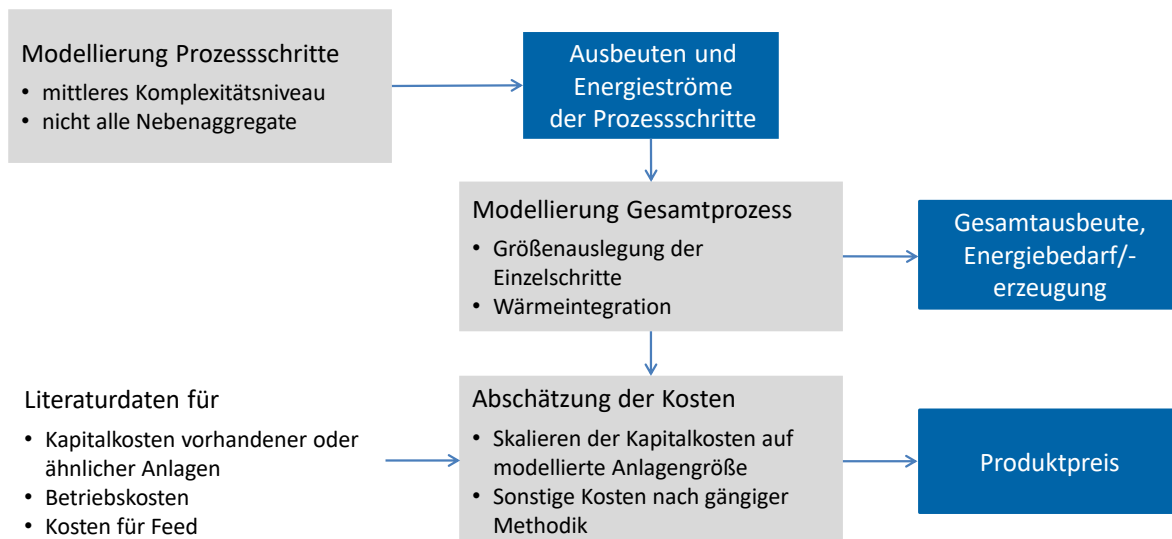 Modellierung Prozessschritte
• mittleres Komplexitätsniveau
• nicht alle Nebenaggregate
Ausbeuten und
Energieströme
der Prozessschritte
Modellierung Gesamtprozess
• Größenauslegung der
Einzelschritte
• Wärmeintegration
Gesamtausbeute,
Energiebedarf/-
erzeugung
Literaturdaten für
• Kapitalkosten vorhandener oder
ähnlicher Anlagen
• Betriebskosten
• Kosten für Feed
Abschätzung der Kosten
• Skalieren der Kapitalkosten auf
modellierte Anlagengröße
• Sonstige Kosten nach gängiger
Methodik
Produktpreis